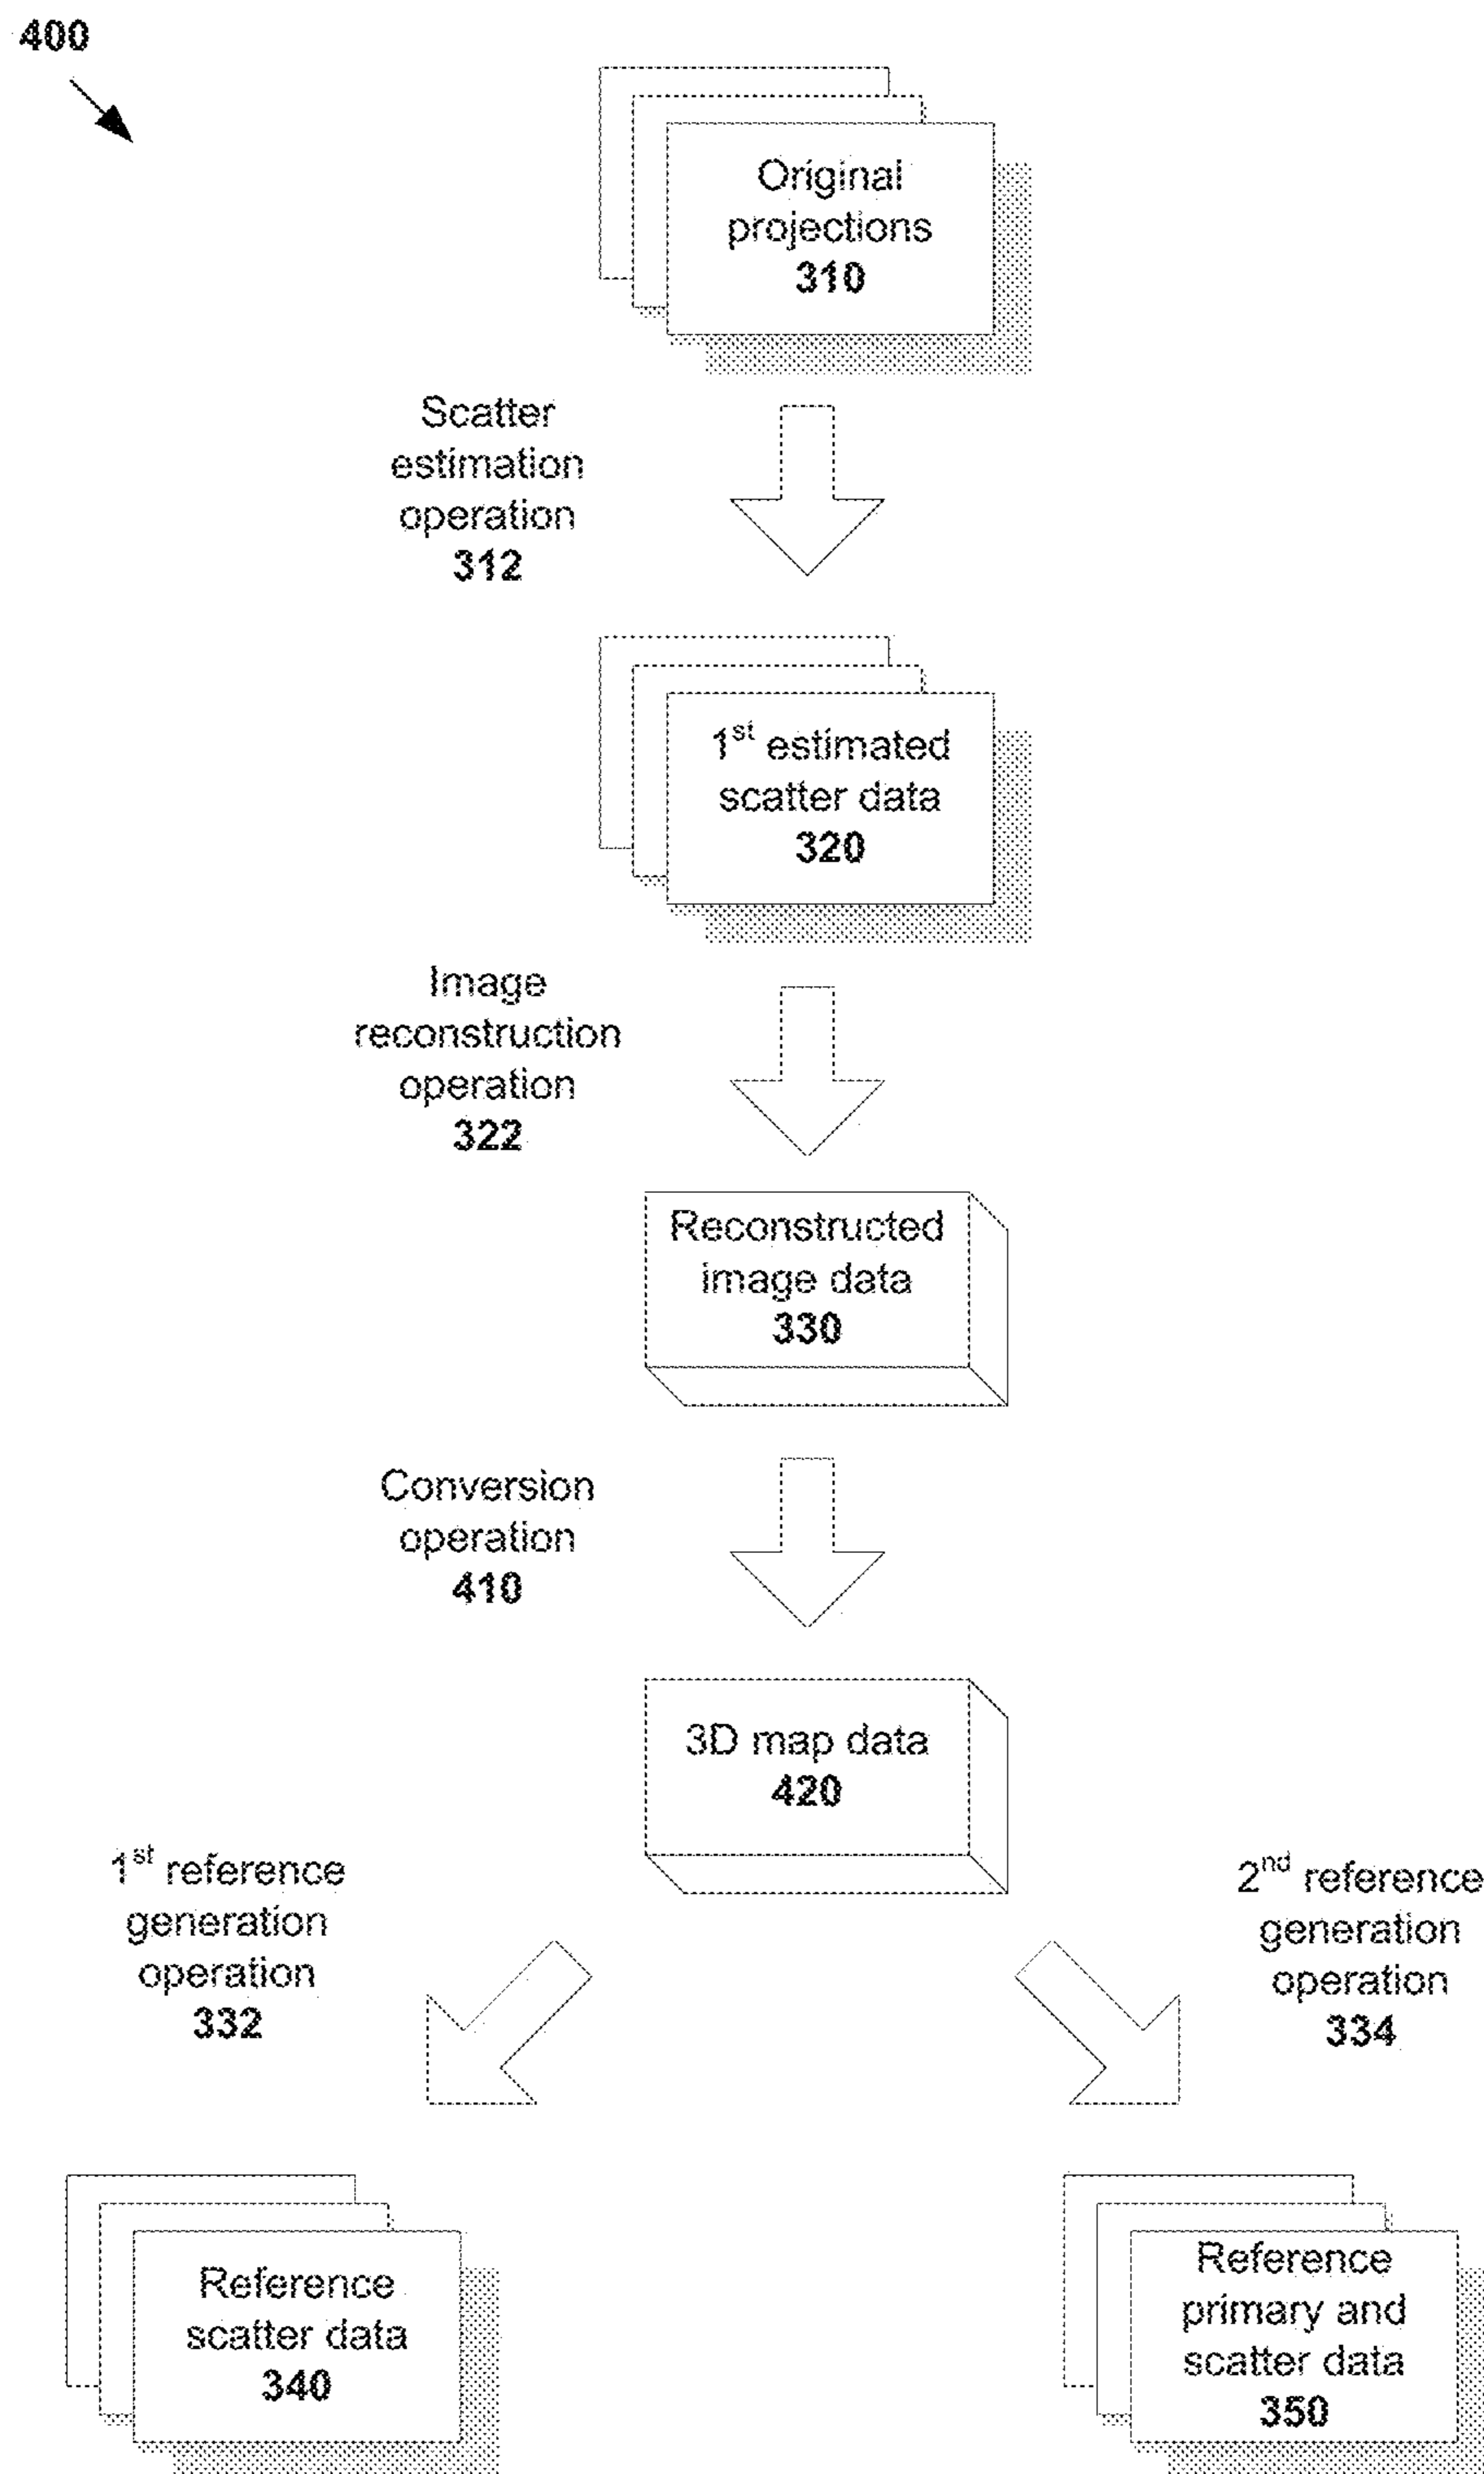 400
Original
projections
310
Scatter
estimation
operation
312
1st estimated
scatter data
320
Image
reconstruction
operation
322
Reconstructed
image data
330
Conversion
operation
410
3D map data
420
1st reference
generation
operation
332
2nd reference
generation
operation
334
Reference
scatter data
340
Reference
primary and
scatter data
350